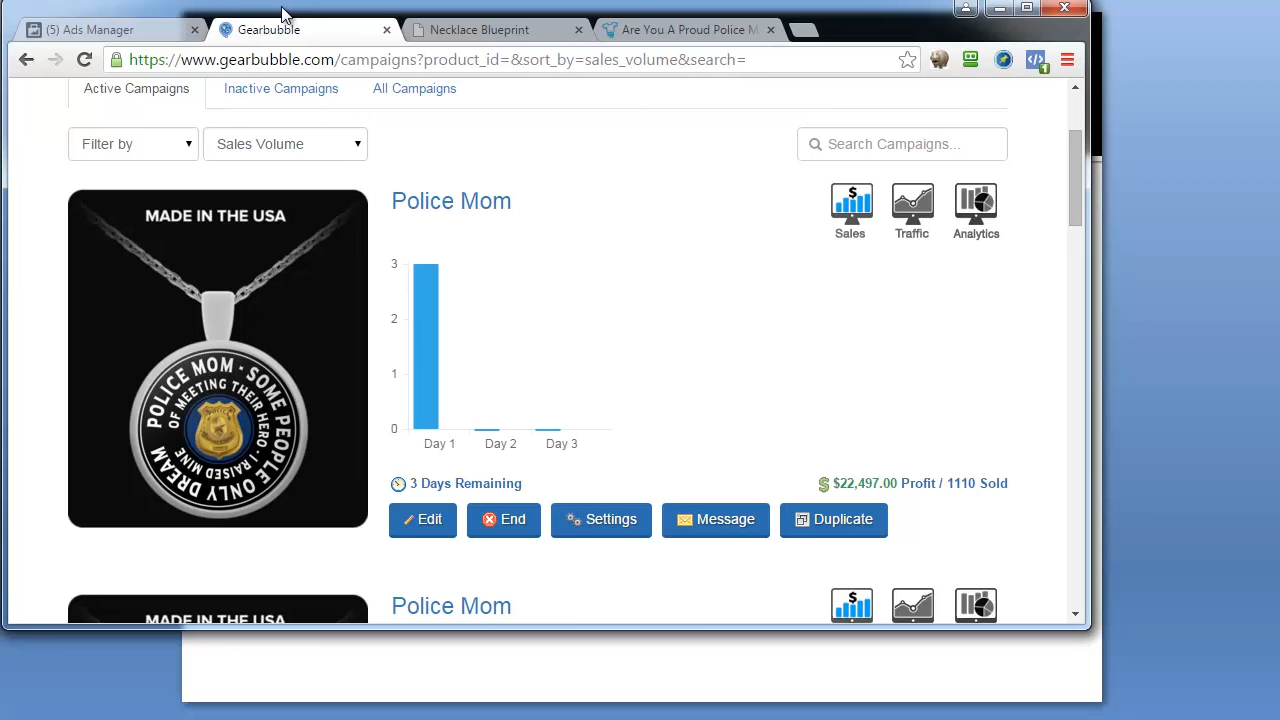 (5) Ads Manager
Gearbubble
Necklace Blueprint
Are You A Proud Police M
https://www.gearbubble.com/
paigns?product_id=&sort_by=sales_volume&search=
1
Active Campaigns
Inactive Campaigns
All Campaigns
Filter by
Sales Volume
Search Campaigns...
MADE IN THE USA
POLICE MOM · SOME PEOPLE ONLY DREAM
OF MEETING THEIR HERO · I RAISED MINE
Police Mom
$
Sales
Traffic
Analytics
3
2
1
0
Day 1
Day 2
Day 3
3 Days Remaining
$22,497.00 Profit / 1110 Sold
Edit
End
Settings
Message
Duplicate
MADE IN THE USA
Police Mom
$